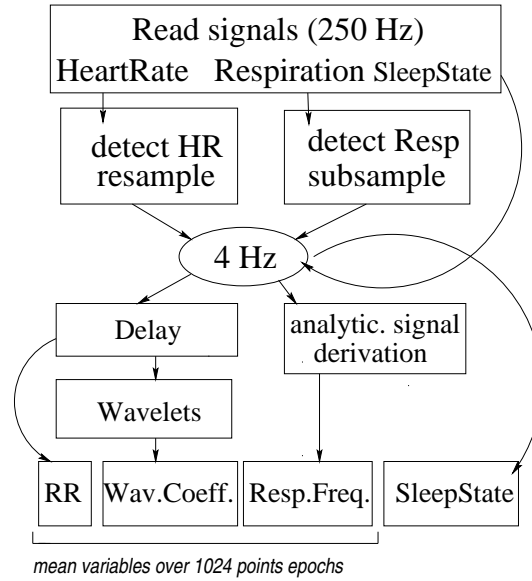 Read signals (250 Hz)
HeartRate Respiration SleepState
detect HR
resample
detect Resp
subsample
4 Hz
Delay
analytic. signal
derivation
Wavelets
RR
Wav.Coeff.
Resp.Freq.
SleepState
mean variables over 1024 points epochs